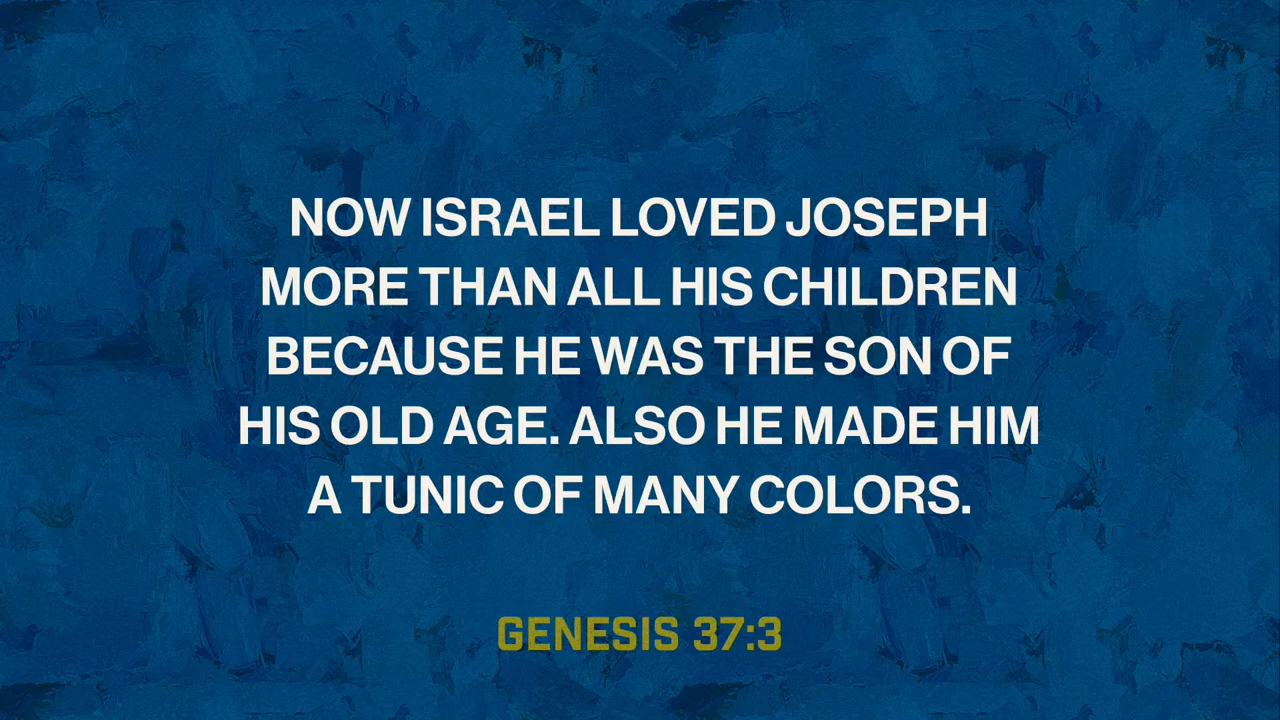 NOW ISRAEL LOVED JOSEPH
MORE THAN ALL HIS CHILDREN
BECAUSE HE WAS THE SON OF
HIS OLD AGE. ALSO HE MADE HIM
A TUNIC OF MANY COLORS.
GENESIS 37:3